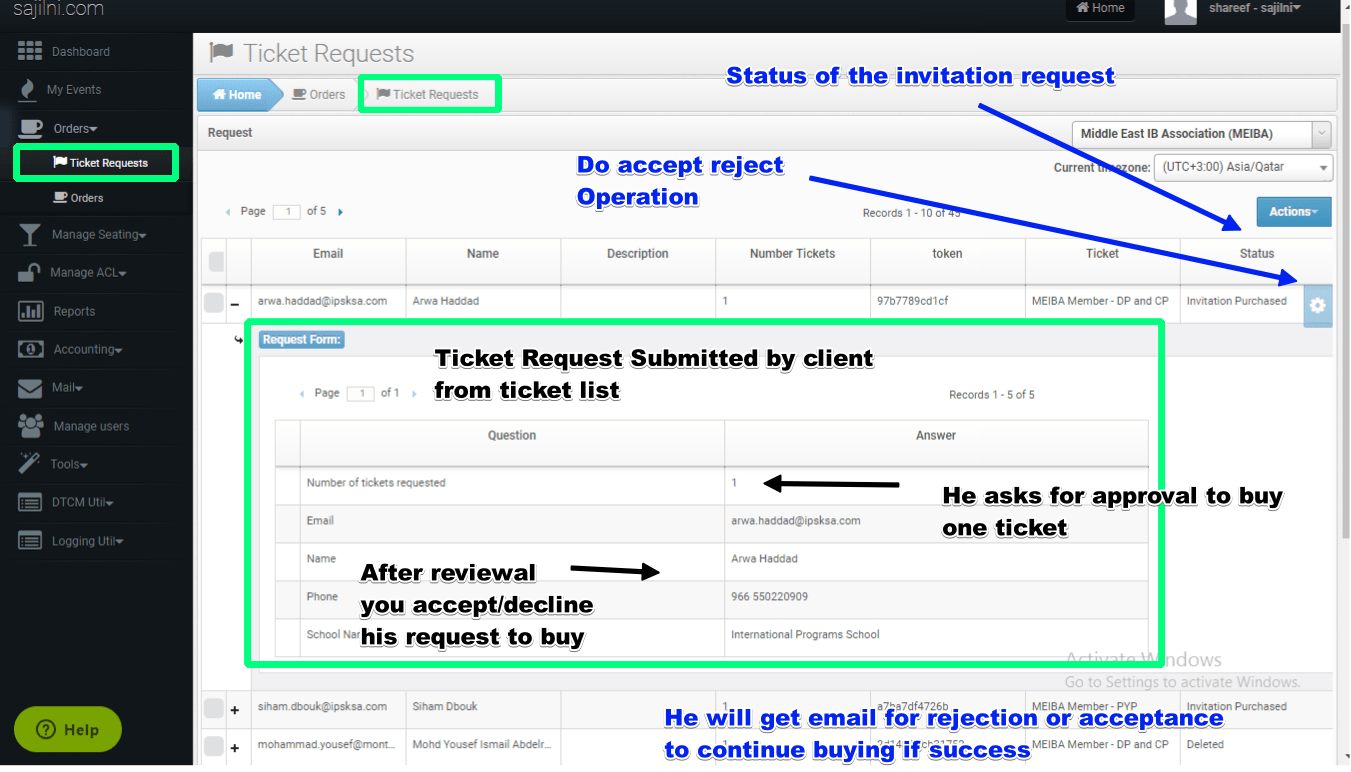 sajilni.com
Home
shareef - sajilni
Dashboard
My Events
Orders
Ticket Requests
Orders
Manage Seating
Manage ACL
Reports
Accounting
Mail
Manage users
Tools
DTCM Util
Logging Util
Help
Ticket Requests
Home Orders Ticket Requests
Status of the invitation request
Request
Middle East IB Association (MEIBA)
Do accept reject
Operation
Current timezone: (UTC+3:00) Asia/Qatar
Page 1 of 5
Records 1 - 10 of 45
Actions
Email Name Description Number Tickets token Ticket Status
arwa.haddad@ipsksa.com Arwa Haddad 1 97b7789cd1cf MEIBA Member - DP and CP Invitation Purchased
Request Form:
Ticket Request Submitted by client
from ticket list
Page 1 of 1
Records 1 - 5 of 5
Question Answer
Number of tickets requested 1
He asks for approval to buy
one ticket
Email arwa.haddad@ipsksa.com
Name Arwa Haddad
After reviewal
you accept/decline
his request to buy
Phone 966 550220909
School International Programs School
Activate Windows
Go to Settings to activate Windows.
siham.dbouk@ipsksa.com Siham Dbouk 1 a7ba7df4726b MEIBA Member - PYP Invitation Purchased
He will get email for rejection or acceptance
to continue buying if success
mohammad.yousef@mont... Mohd Yousef Ismail Abdelr... MEIBA Member - DP and CP Deleted